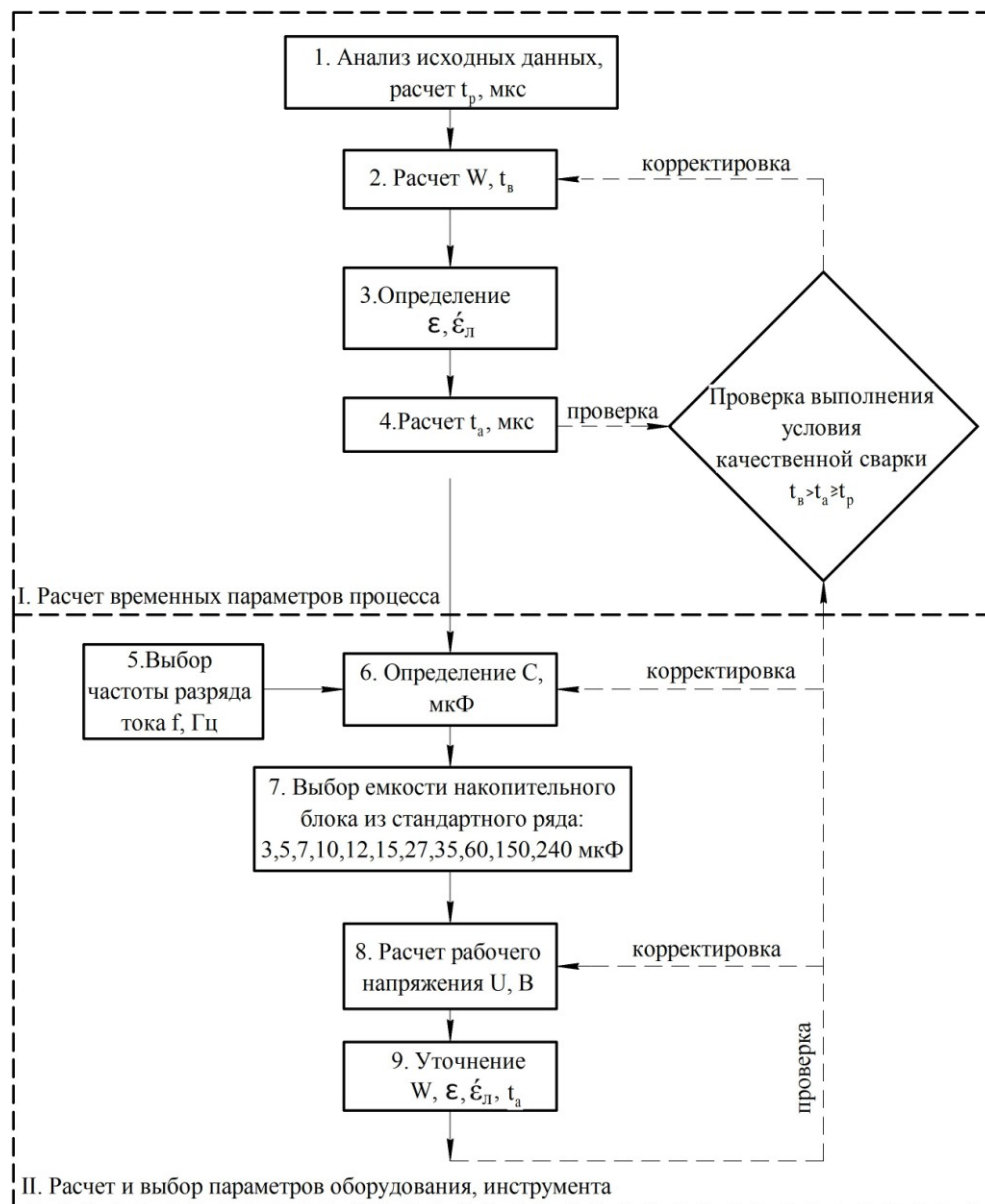 1. Анализ исходных данных,
расчет tр, мкс
корректировка
2. Расчет W, tв
3.Определение
ε, έл
4.Расчет tа, мкс
проверка
Проверка выполнения
условия
качественной сварки
tв>tа≥tр
I. Расчет временных параметров процесса
5.Выбор
частоты разряда
тока f, Гц
6. Определение С,
мкФ
корректировка
7. Выбор емкости накопительного
блока из стандартного ряда:
3,5,7,10,12,15,27,35,60,150,240 мкФ
8. Расчет рабочего
напряжения U, В
корректировка
9. Уточнение
W, ε, έл, tа
проверка
II. Расчет и выбор параметров оборудования, инструмента